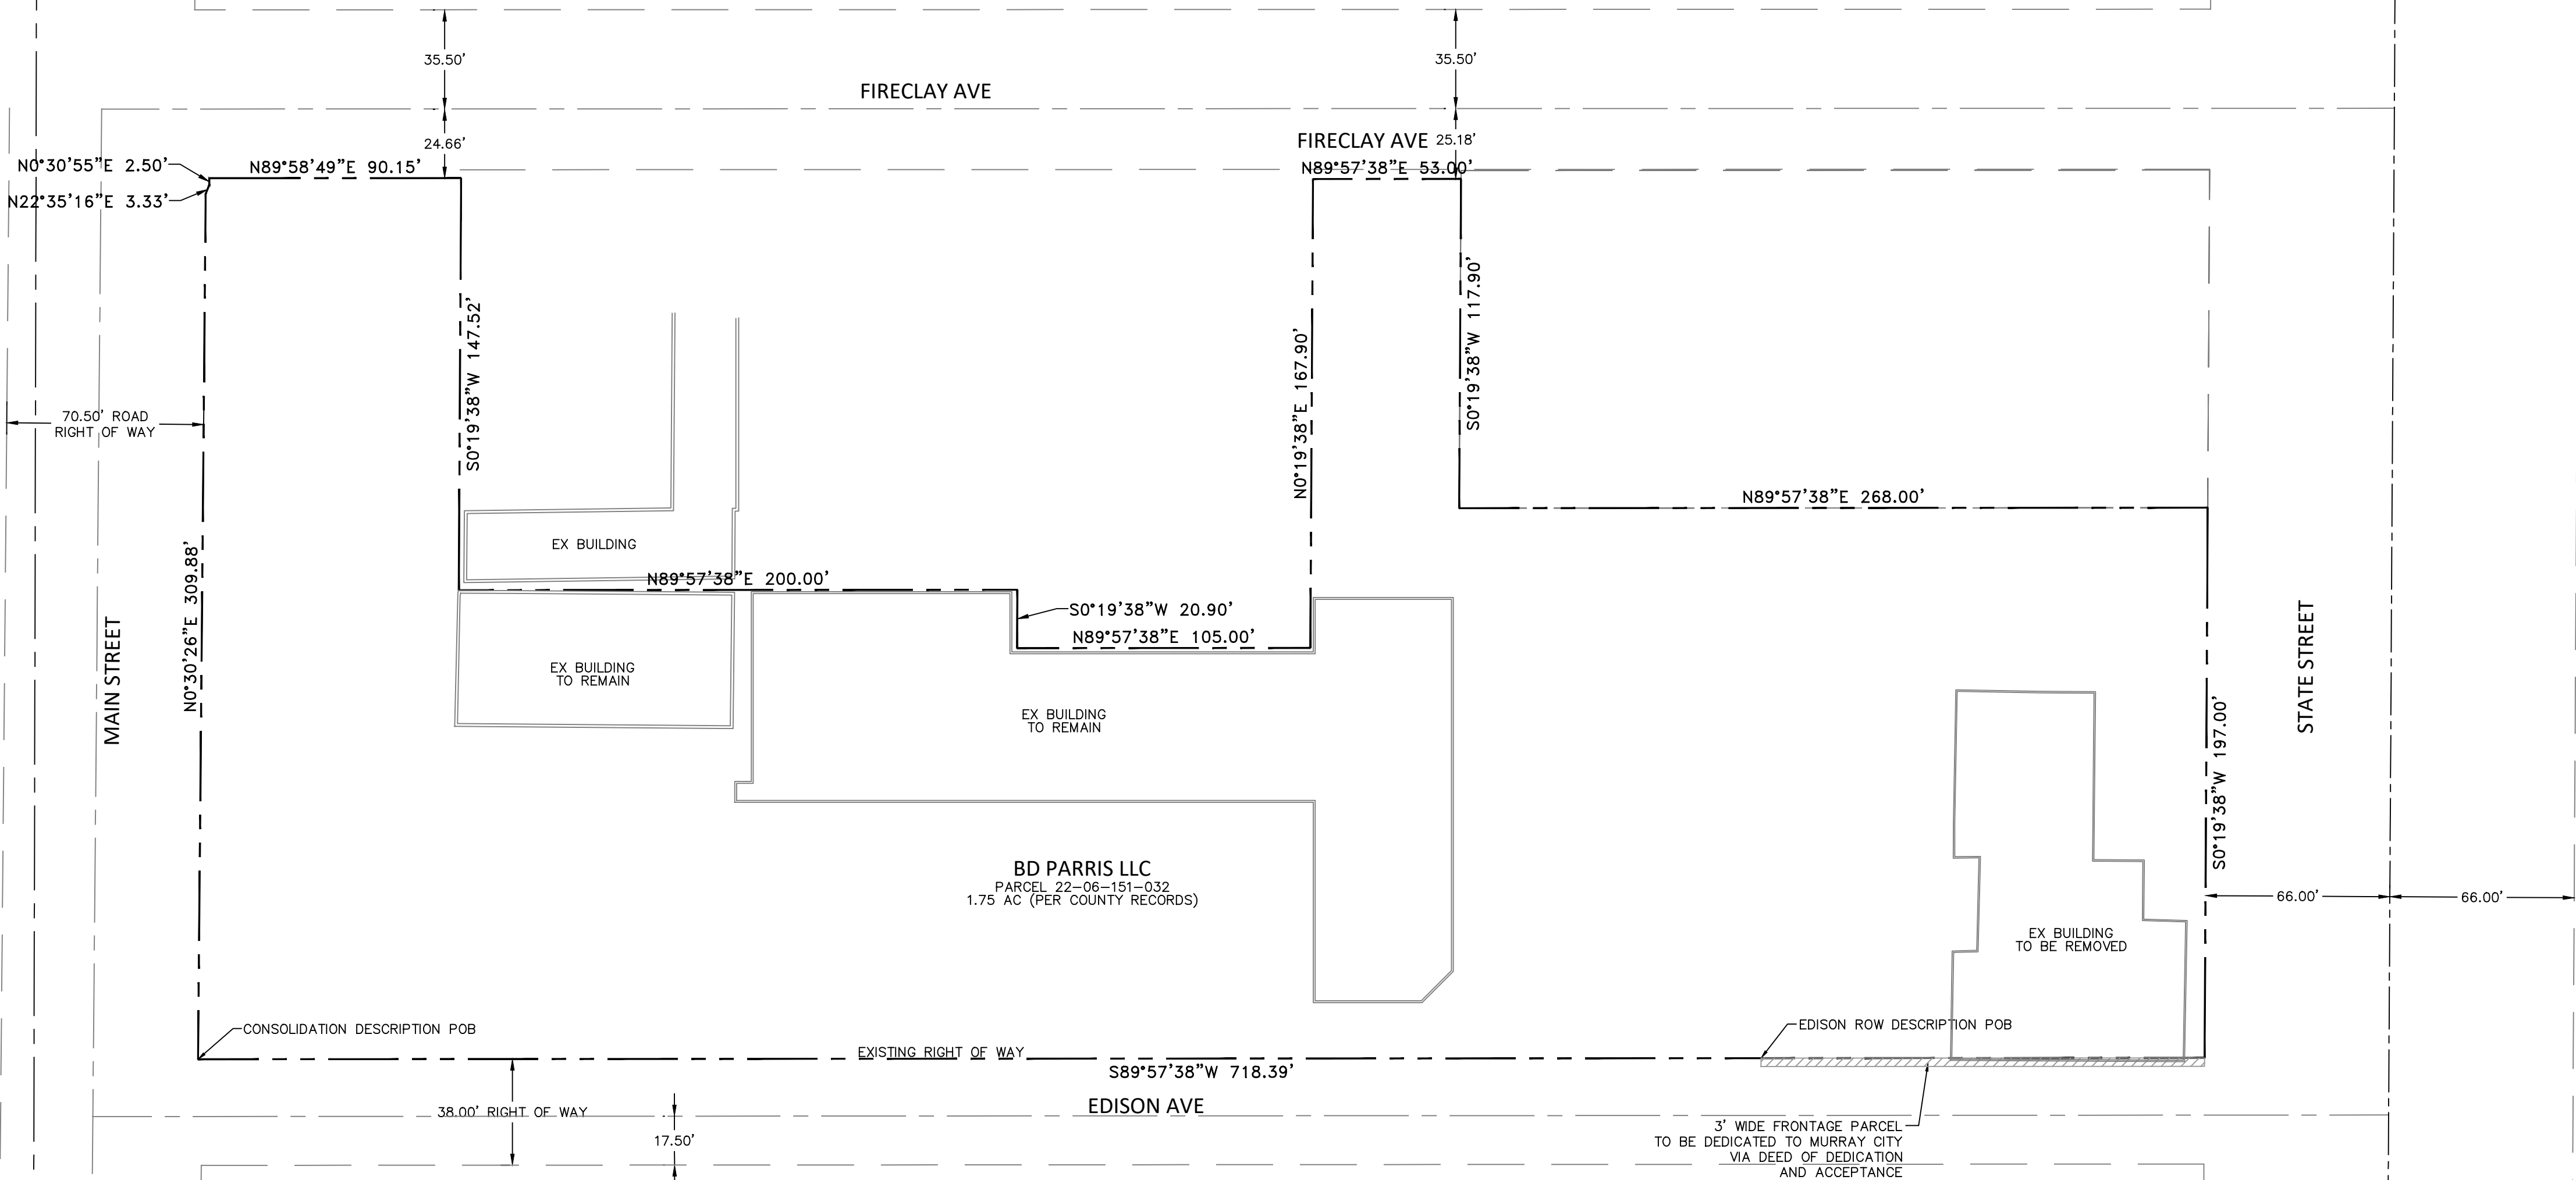 35.50'
35.50'
FIRECLAY AVE
24.66'
FIRECLAY AVE
25.18'
N0°30'55"E 2.50'
N89°58'49"E 90.15'
N89°57'38"E 53.00'
N22°35'16"E 3.33'
S0°19'38"W 147.52'
N0°19'38"E 167.90'
S0°19'38"W 117.90'
70.50' ROAD
RIGHT OF WAY
N89°57'38"E 268.00'
EX BUILDING
N89°57'38"E 200.00'
S0°19'38"W 20.90'
N89°57'38"E 105.00'
N0°30'26"E 309.88'
MAIN STREET
EX BUILDING
TO REMAIN
EX BUILDING
TO REMAIN
STATE STREET
S0°19'38"W 197.00'
BD PARRIS LLC
PARCEL 22-06-151-032
1.75 AC (PER COUNTY RECORDS)
66.00'
66.00'
EX BUILDING
TO BE REMOVED
CONSOLIDATION DESCRIPTION POB
EDISON ROW DESCRIPTION POB
EXISTING RIGHT OF WAY
S89°57'38"W 718.39'
38.00' RIGHT OF WAY
EDISON AVE
17.50'
3' WIDE FRONTAGE PARCEL
TO BE DEDICATED TO MURRAY CITY
VIA DEED OF DEDICATION
AND ACCEPTANCE